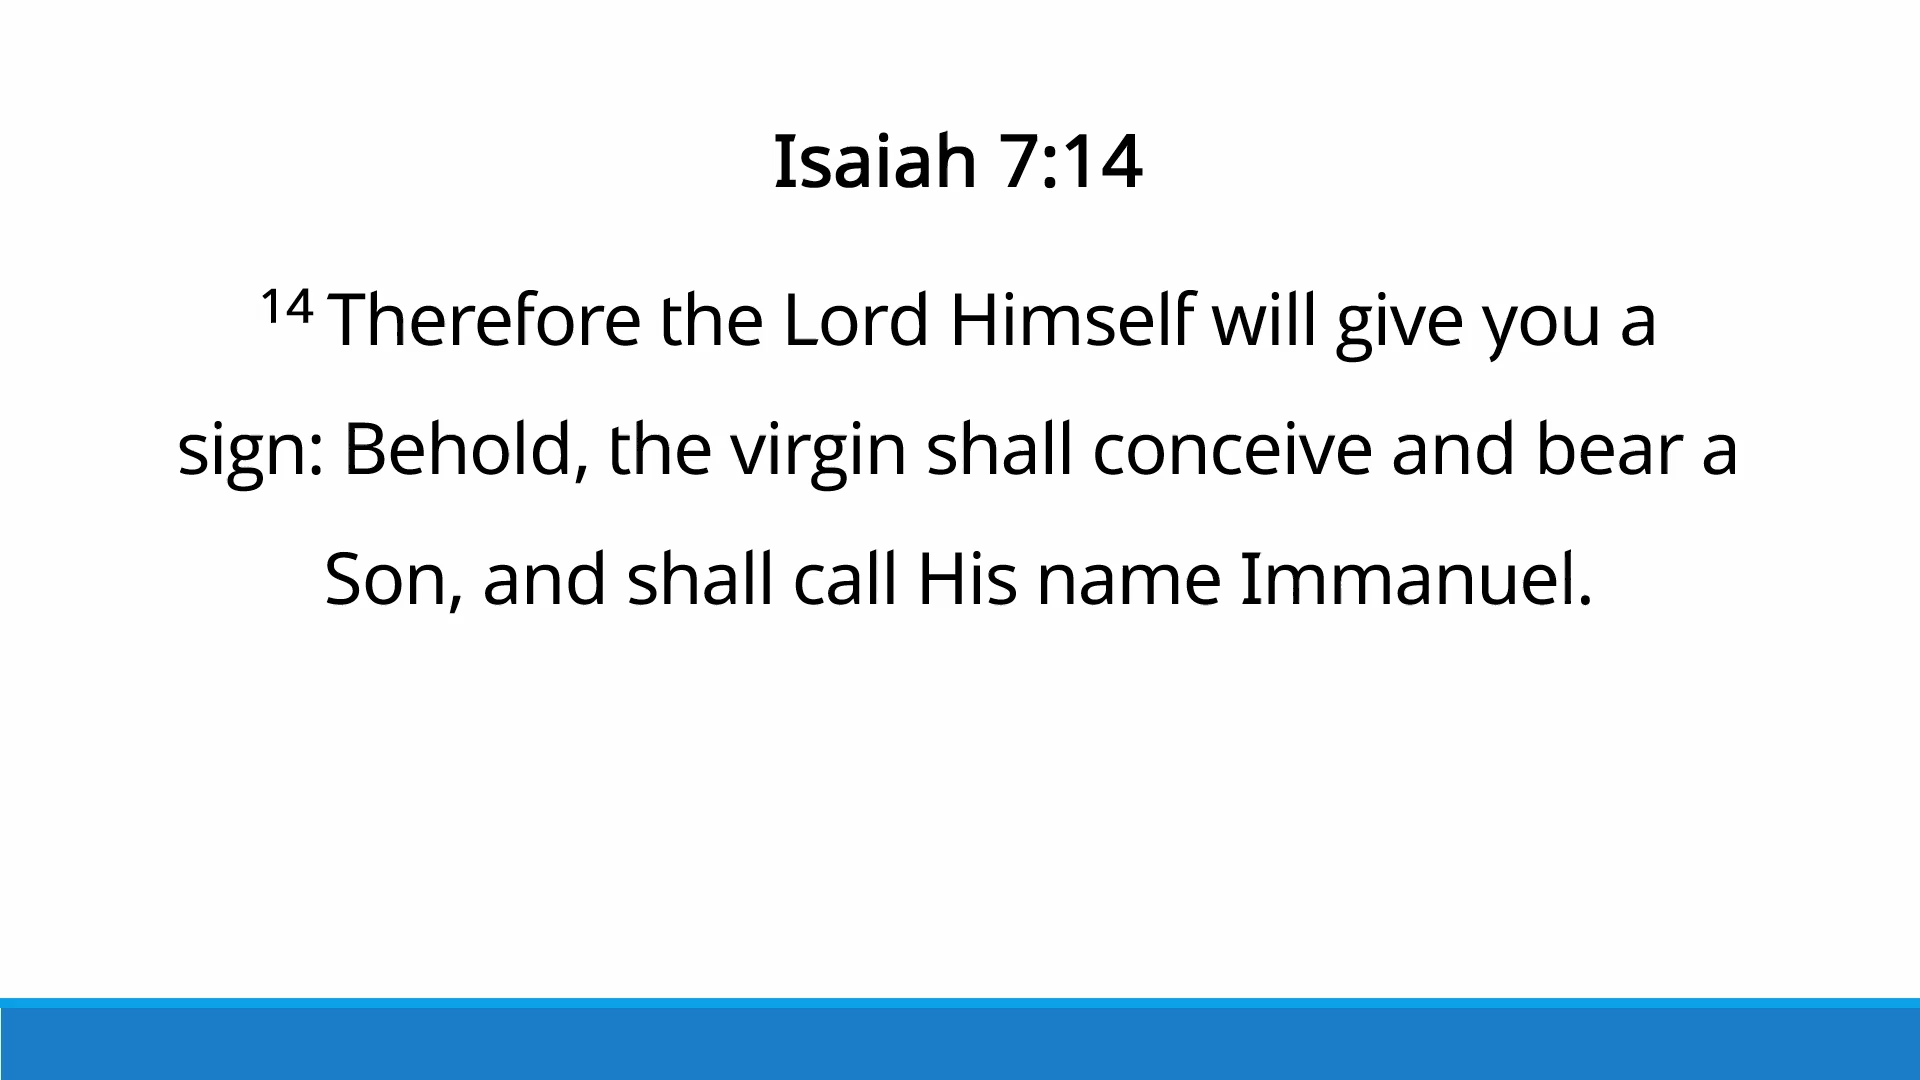 Isaiah 7:14
¹⁴ Therefore the Lord Himself will give you a
sign: Behold, the virgin shall conceive and bear a
Son, and shall call His name Immanuel.